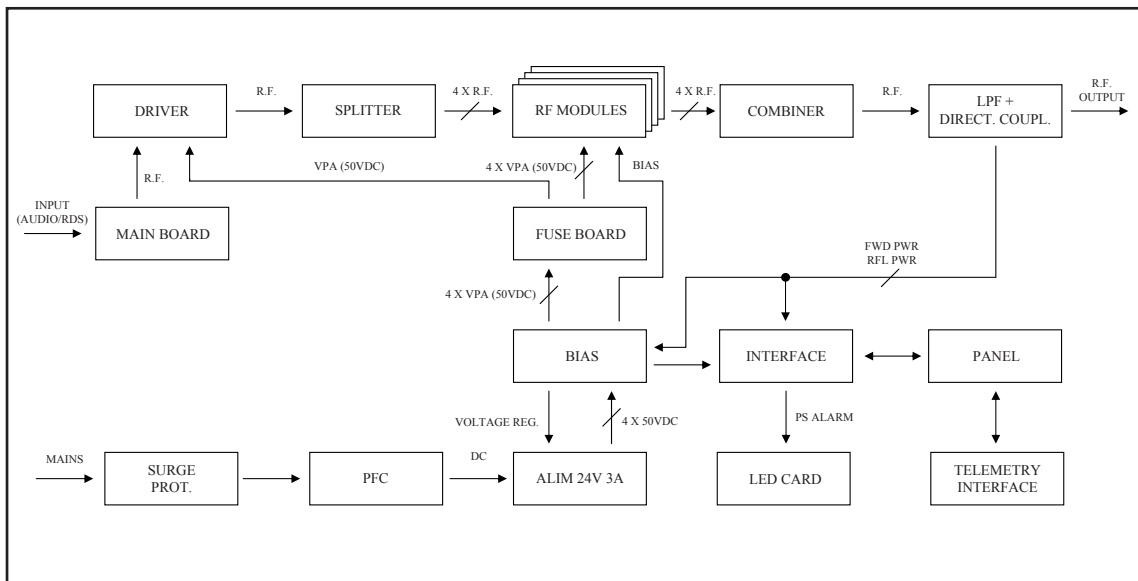 R.F.
4 X R.F.
4 X R.F.
R.F.
R.F.
OUTPUT
DRIVER
SPLITTER
RF MODULES
COMBINER
LPF +
DIRECT. COUPL.
VPA (50VDC)
4 X VPA (50VDC)
BIAS
R.F.
INPUT
(AUDIO/RDS)
MAIN BOARD
FUSE BOARD
FWD PWR
RFL PWR
4 X VPA (50VDC)
BIAS
INTERFACE
PANEL
VOLTAGE REG.
4 X 50VDC
PS ALARM
MAINS
DC
SURGE
PROT.
PFC
ALIM 24V 3A
LED CARD
TELEMETRY
INTERFACE